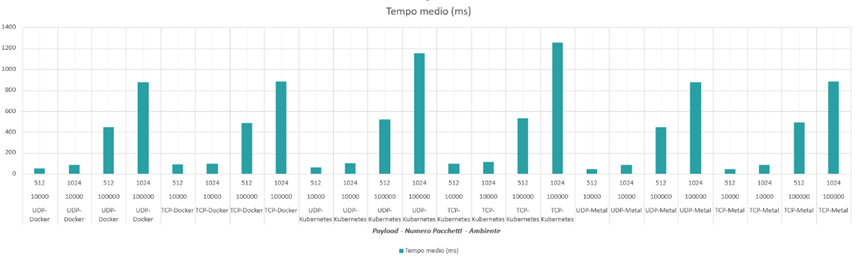 Tempo medio (ms)
1400
1200
1000
800
600
400
200
0
512 1024 512 1024 512 1024 512 1024 512 1024 512 1024 512 1024 512 1024 512 1024 512 1024 512 1024 512 1024
10000 10000 100000 100000 10000 10000 100000 100000 10000 10000 100000 100000 10000 10000 100000 100000 10000 10000 100000 100000 10000 10000 100000 100000
UDP- UDP- UDP- UDP- TCP-Docker TCP-Docker TCP-Docker TCP-Docker UDP- UDP- UDP- UDP- TCP- TCP- TCP- TCP- UDP-Metal UDP-Metal UDP-Metal UDP-Metal TCP-Metal TCP-Metal TCP-Metal TCP-Metal
Docker Docker Docker Docker Kubernetes Kubernetes Kubernetes Kubernetes Kubernetes Kubernetes Kubernetes Kubernetes
Payload - Numero Pacchetti - Ambiente
Tempo medio (ms)